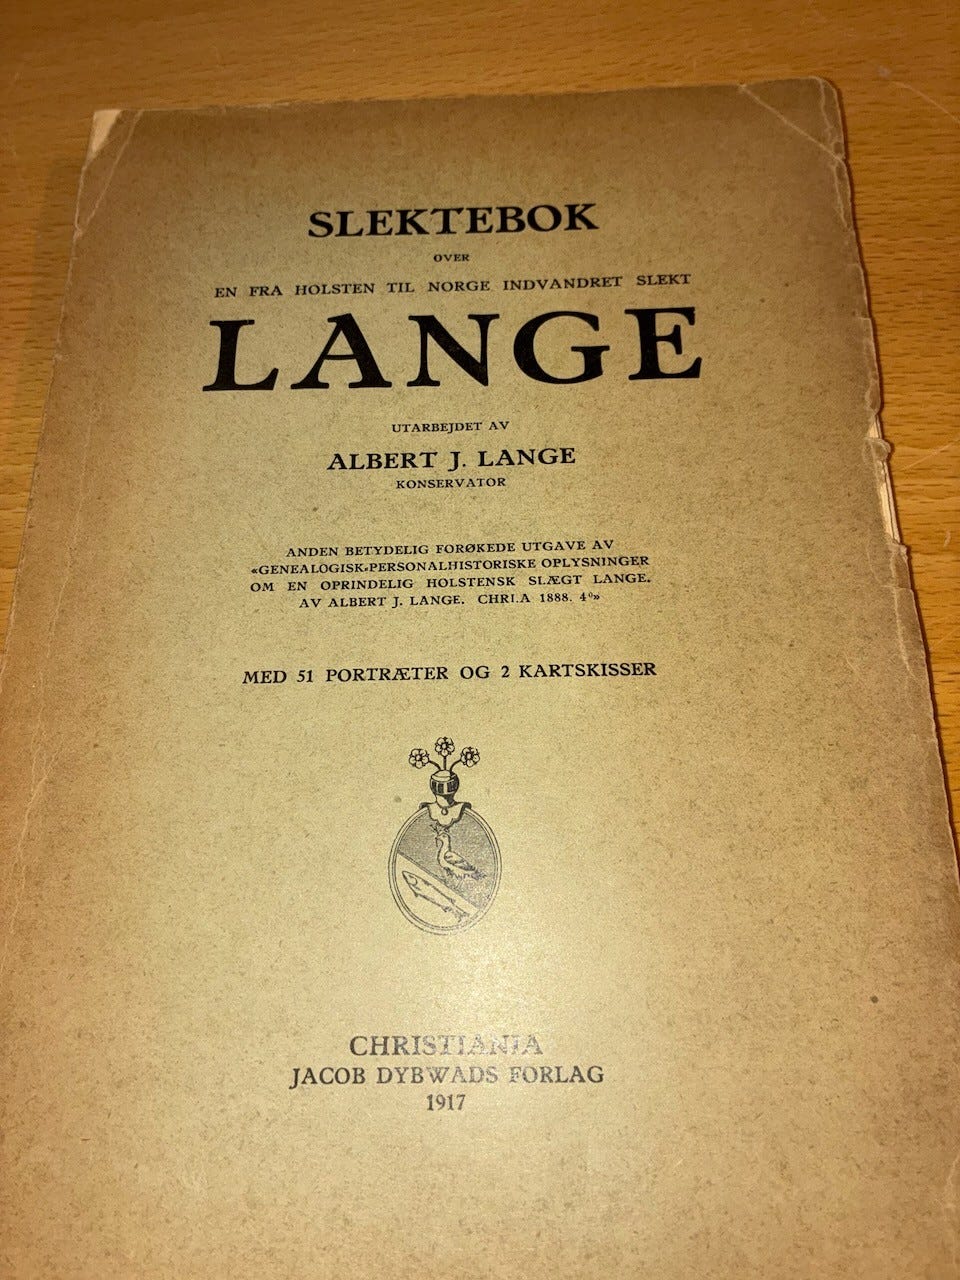 SLEKTEBOK
OVER
EN FRA HOLSTEN TIL NORGE INDVANDRET SLEKT
LANGE
UTARBEJDET AV
ALBERT J. LANGE
KONSERVATOR
ANDEN BETYDELIG FORØKEDE UTGAVE AV
«GENEALOGISK-PERSONALHISTORISKE OPLYSNINGER
OM EN OPRINDELIG HOLSTENSK SLÆGT LANGE.
AV ALBERT J. LANGE. CHRI.A 1888. 4⁰»
MED 51 PORTRÆTER OG 2 KARTSKISSER
CHRISTIANIA
JACOB DYBWADS FORLAG
1917